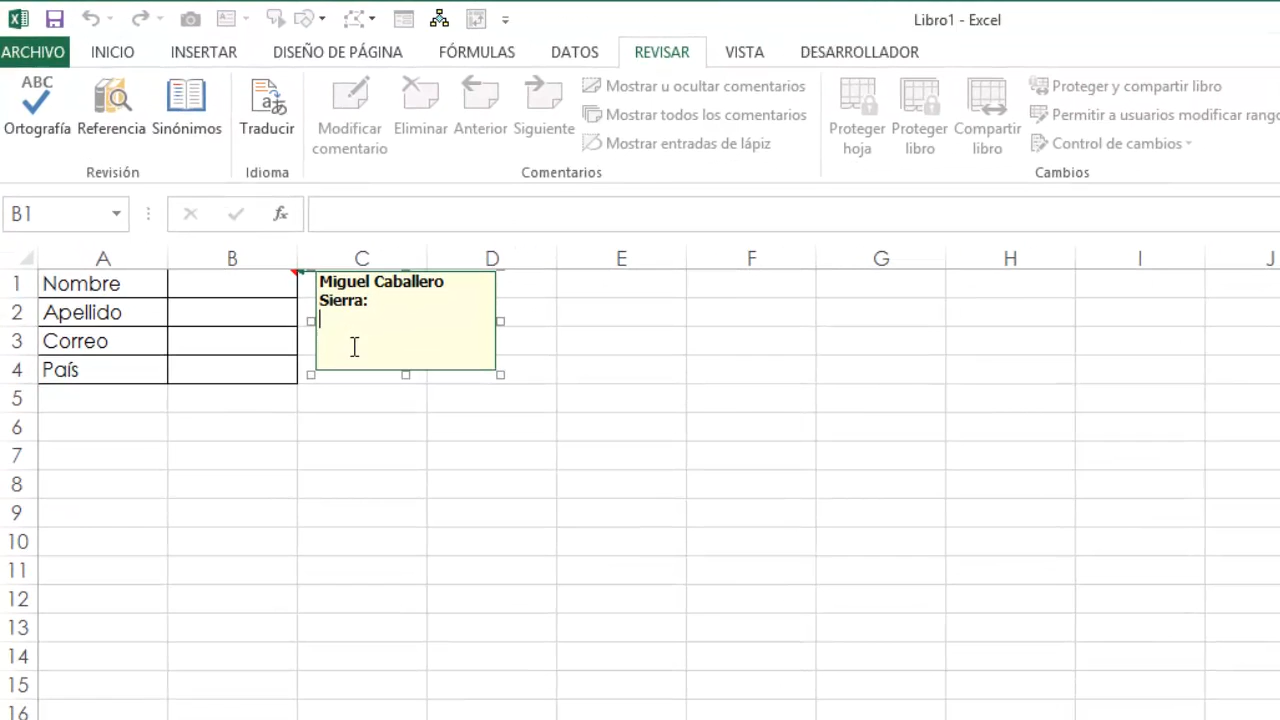 Libro1 - Excel
ARCHIVO INICIO INSERTAR DISEÑO DE PÁGINA FÓRMULAS DATOS REVISAR VISTA DESARROLLADOR
ABC
Ortografía Referencia Sinónimos
Revisión
Traducir
Idioma
Modificar comentario
Eliminar Anterior Siguiente
Mostrar u ocultar comentarios
Mostrar todos los comentarios
Mostrar entradas de lápiz
Comentarios
Proteger hoja
Proteger libro
Compartir libro
Proteger y compartir libro
Permitir a usuarios modificar rango
Control de cambios
Cambios
B1 fx
A B C D E F G H I J
1 Nombre
2 Apellido
3 Correo
4 País
Miguel Caballero
Sierra:
5
6
7
8
9
10
11
12
13
14
15
16